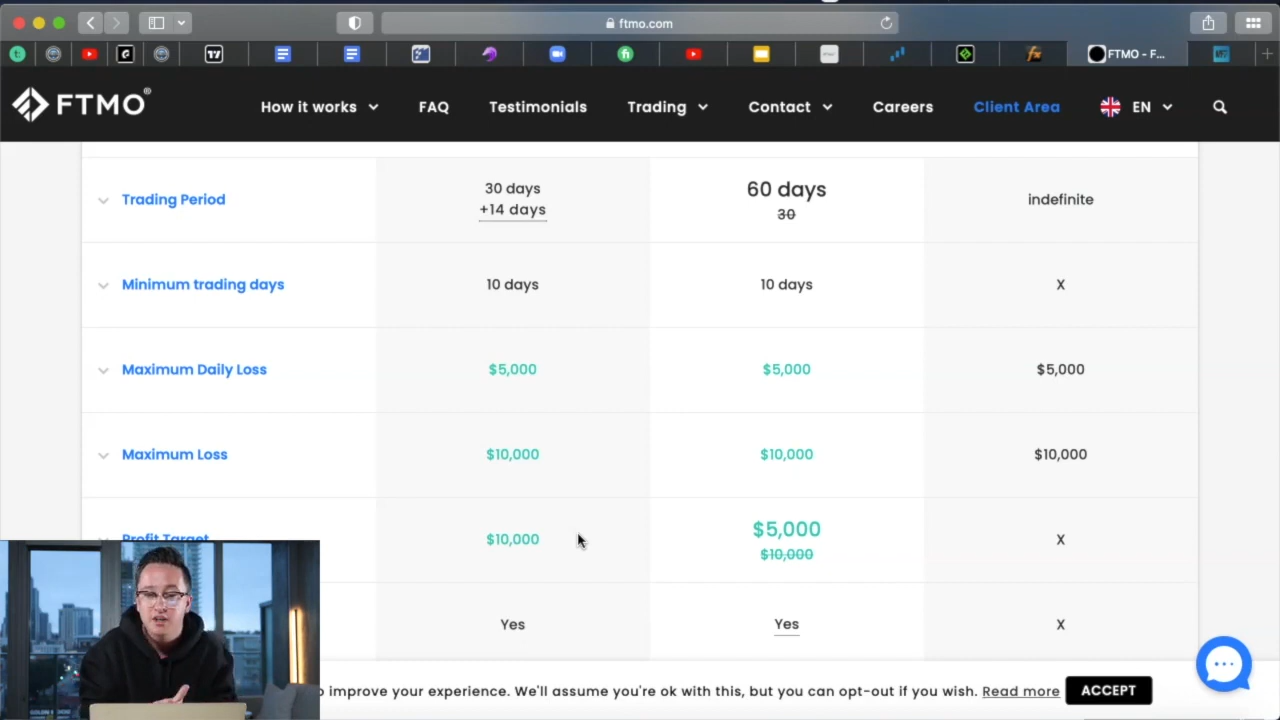 ftmo.com
FTMO - F...
FTMO®
How it works
FAQ
Testimonials
Trading
Contact
Careers
Client Area
EN
Trading Period
30 days
+14 days
60 days
30
indefinite
Minimum trading days
10 days
10 days
X
Maximum Daily Loss
$5,000
$5,000
$5,000
Maximum Loss
$10,000
$10,000
$10,000
Profit Target
$10,000
$5,000
$10,000
X
Yes
Yes
X
to improve your experience. We'll assume you're ok with this, but you can opt-out if you wish. Read more
ACCEPT